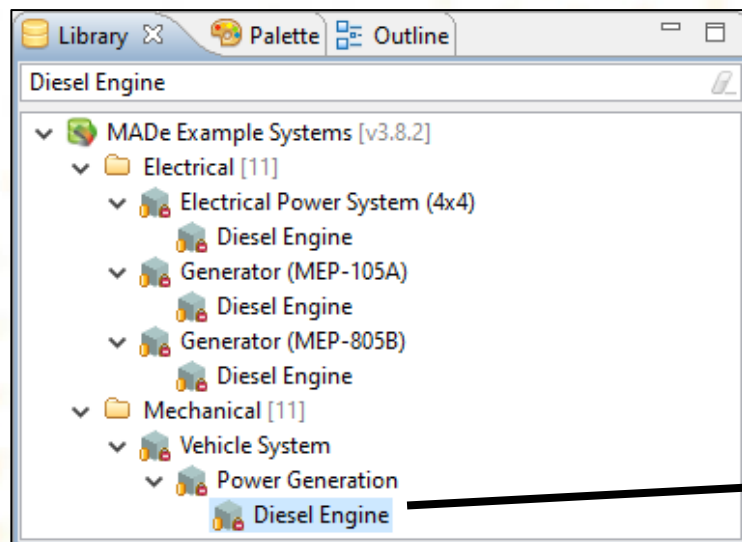 Library Palette Outline
Diesel Engine
MADe Example Systems [v3.8.2]
Electrical [11]
Electrical Power System (4x4)
Diesel Engine
Generator (MEP-105A)
Diesel Engine
Generator (MEP-805B)
Diesel Engine
Mechanical [11]
Vehicle System
Power Generation
Diesel Engine